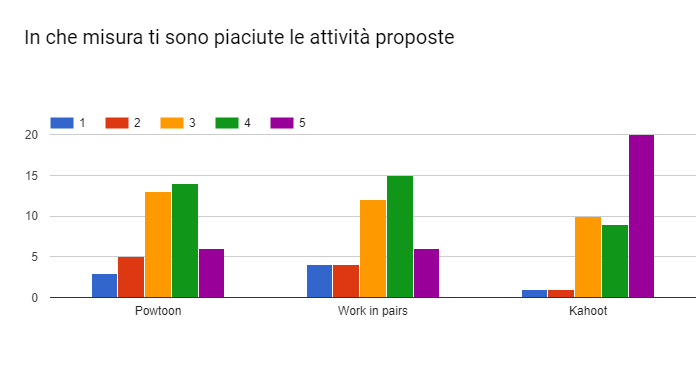 In che misura ti sono piaciute le attività proposte
1 2 3 4 5
20
15
10
5
0
Powtoon Work in pairs Kahoot